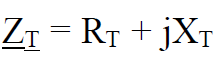 Z_T = R_T + jX_T